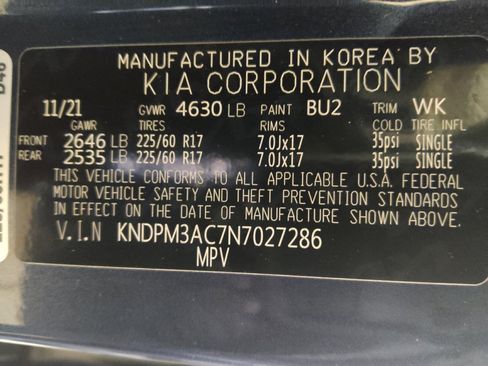 MANUFACTURED IN KOREA BY
KIA CORPORATION
11/21 GVWR 4630 LB PAINT BU2 TRIM WK
GAWR TIRES RIMS COLD TIRE INFL
FRONT 2646 LB 225/60 R17 7.0Jx17 35psi SINGLE
REAR 2535 LB 225/60 R17 7.0Jx17 35psi SINGLE
THIS VEHICLE CONFORMS TO ALL APPLICABLE U.S.A. FEDERAL
MOTOR VEHICLE SAFETY AND THEFT PREVENTION STANDARDS
IN EFFECT ON THE DATE OF MANUFACTURE SHOWN ABOVE.
V.I.N KNDPM3AC7N7027286
MPV